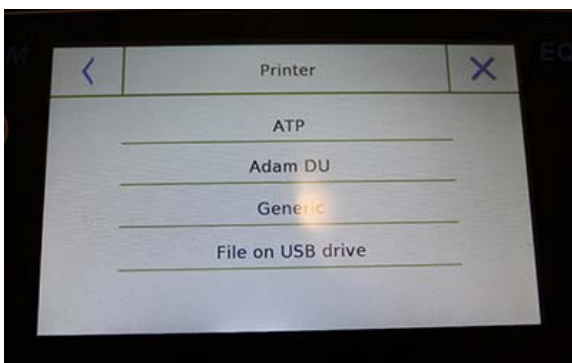 Printer
ATP
Adam DU
Generic
File on USB drive